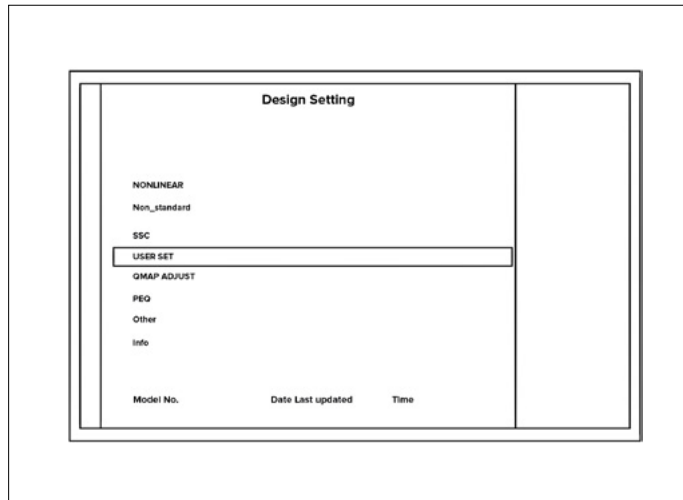 Design Setting
NONLINEAR
Non_standard
SSC
USER SET
QMAP ADJUST
PEQ
Other
Info
Model No. Date Last updated Time